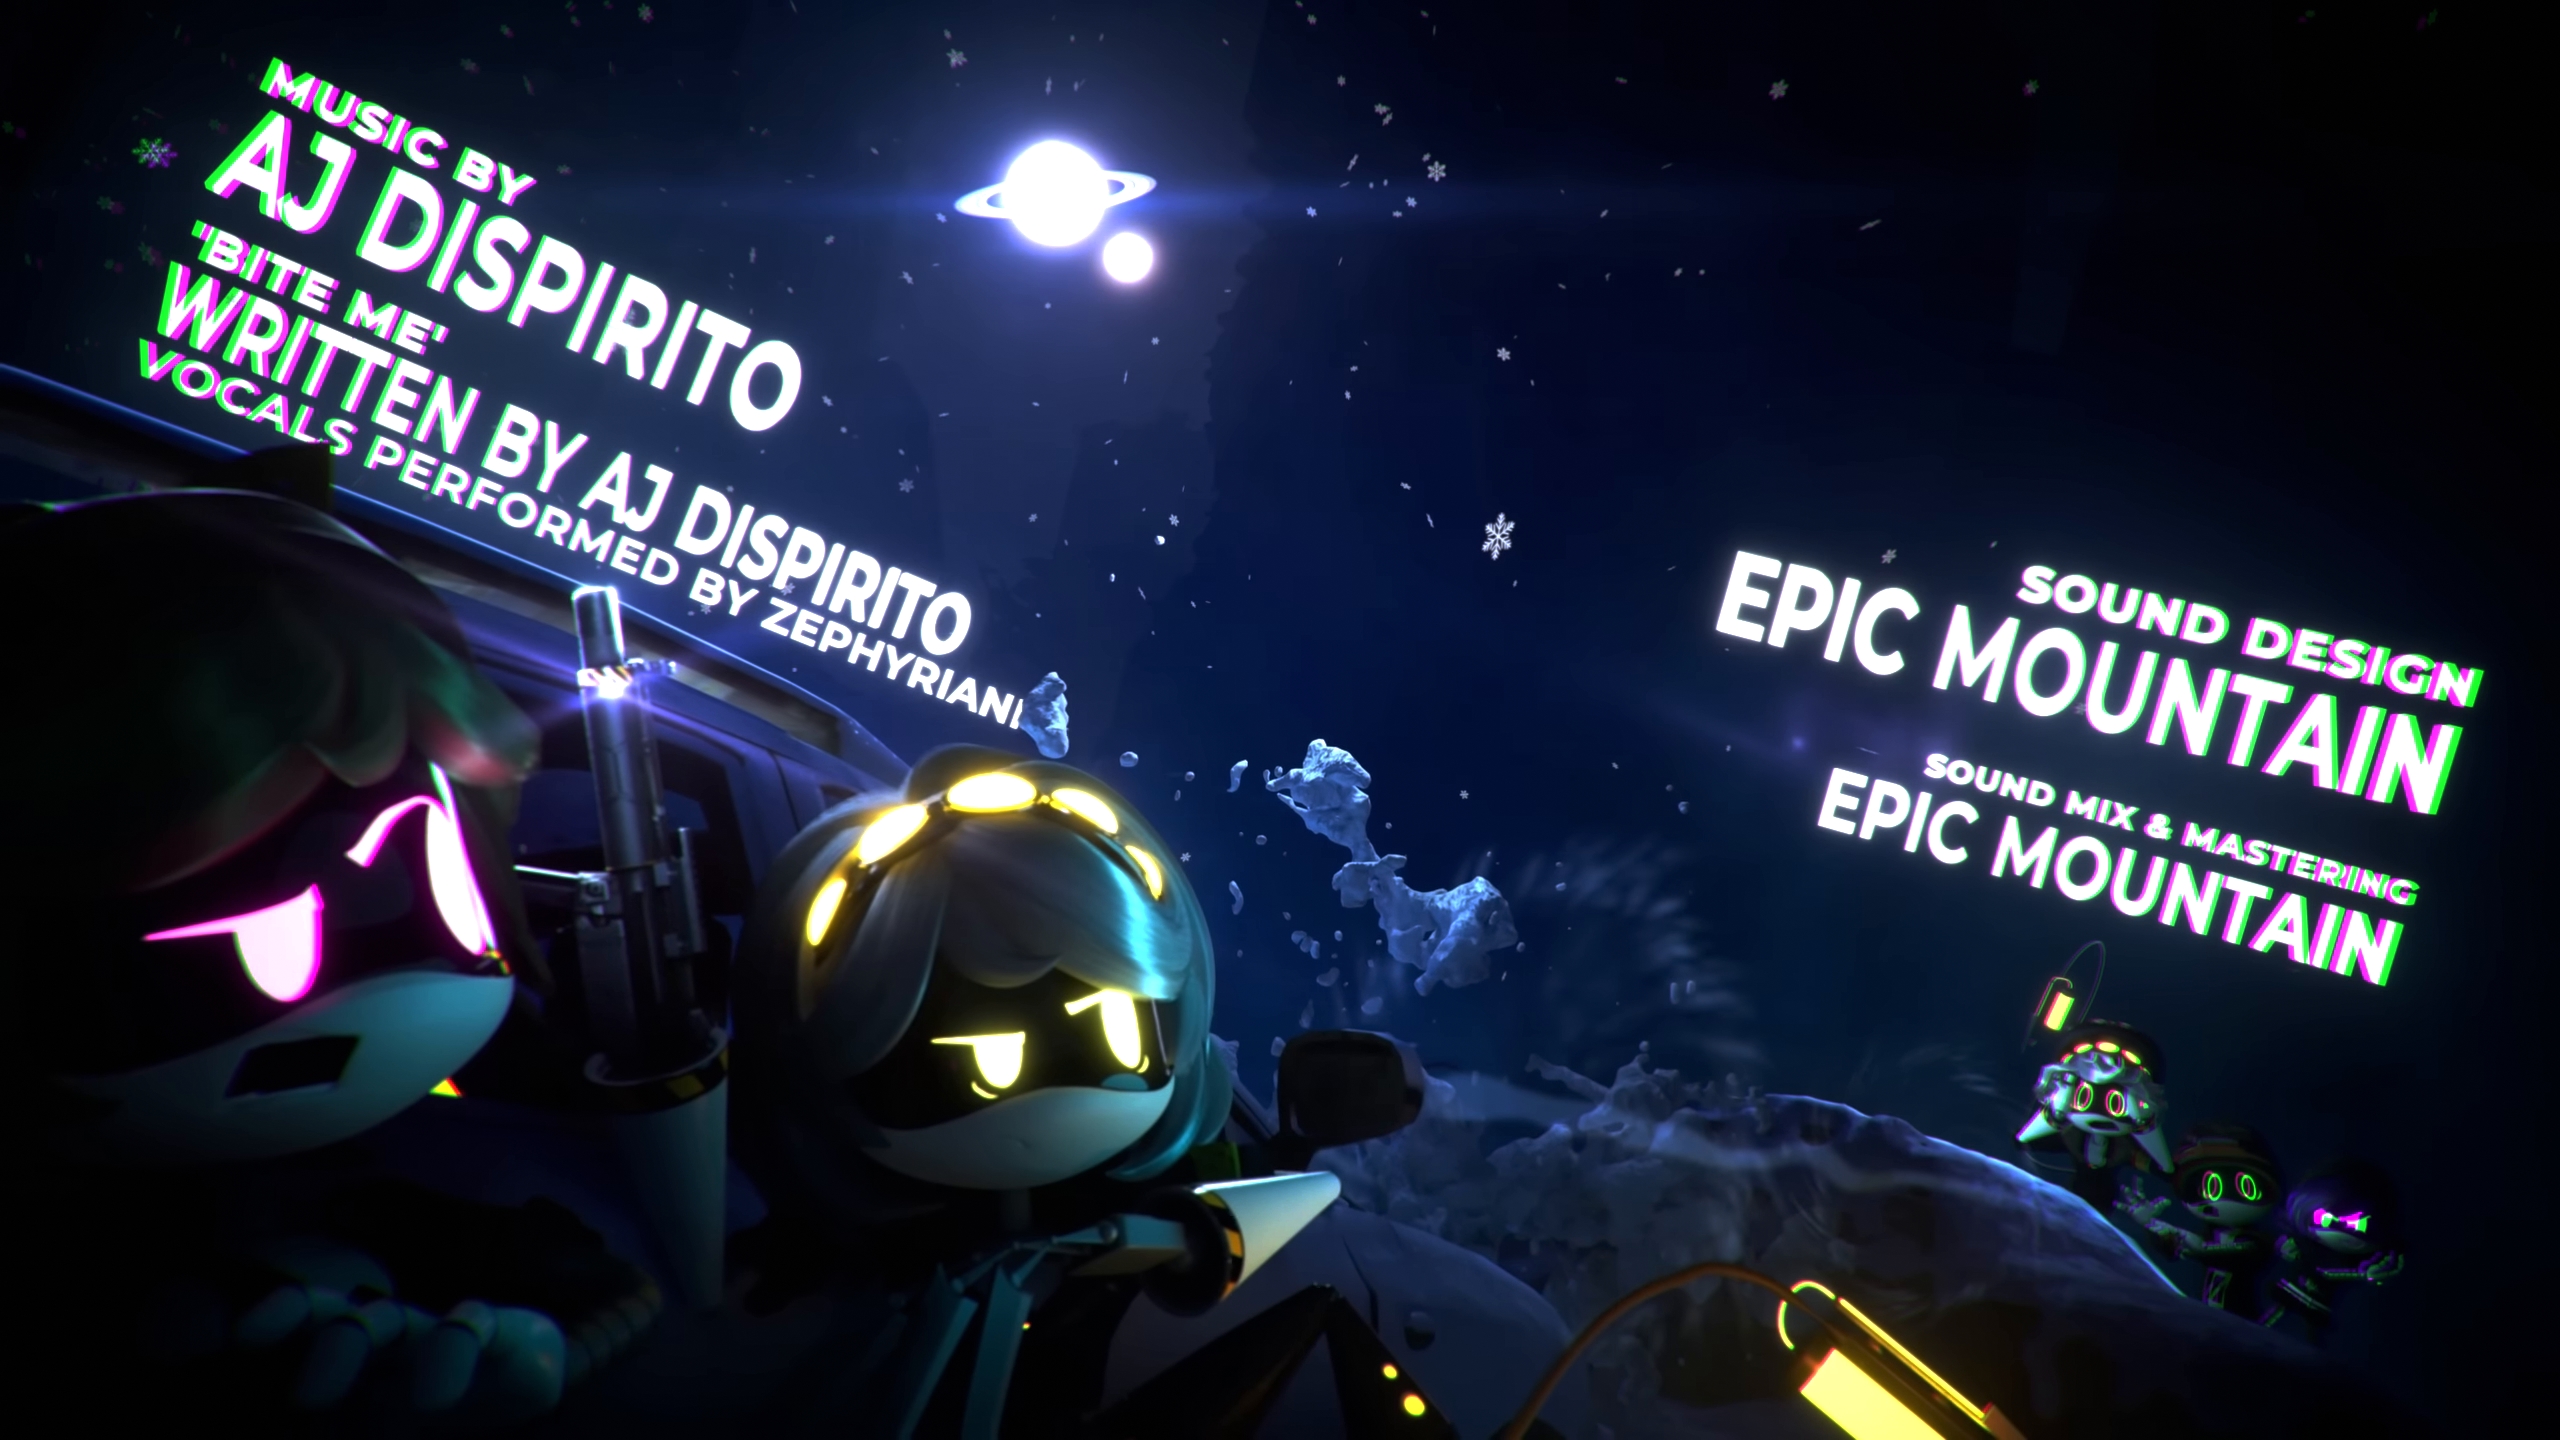 MUSIC BY
AJ DISPIRITO
'BITE ME'
WRITTEN BY AJ DISPIRITO
VOCALS PERFORMED BY ZEPHYRIANNA
SOUND DESIGN
EPIC MOUNTAIN
SOUND MIX & MASTERING
EPIC MOUNTAIN